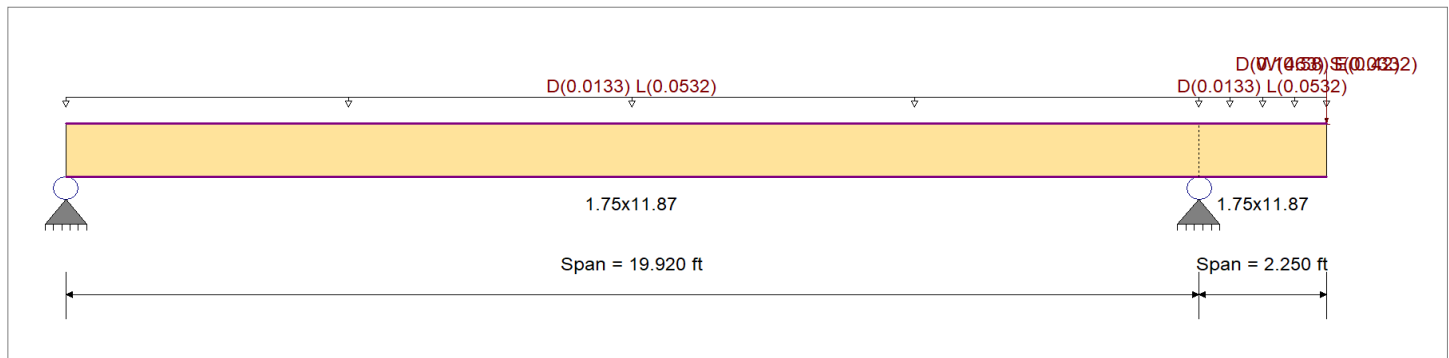 D(0.0133) L(0.0532) D(0.0133) L(0.0532)
1.75x11.87 1.75x11.87
Span = 19.920 ft Span = 2.250 ft